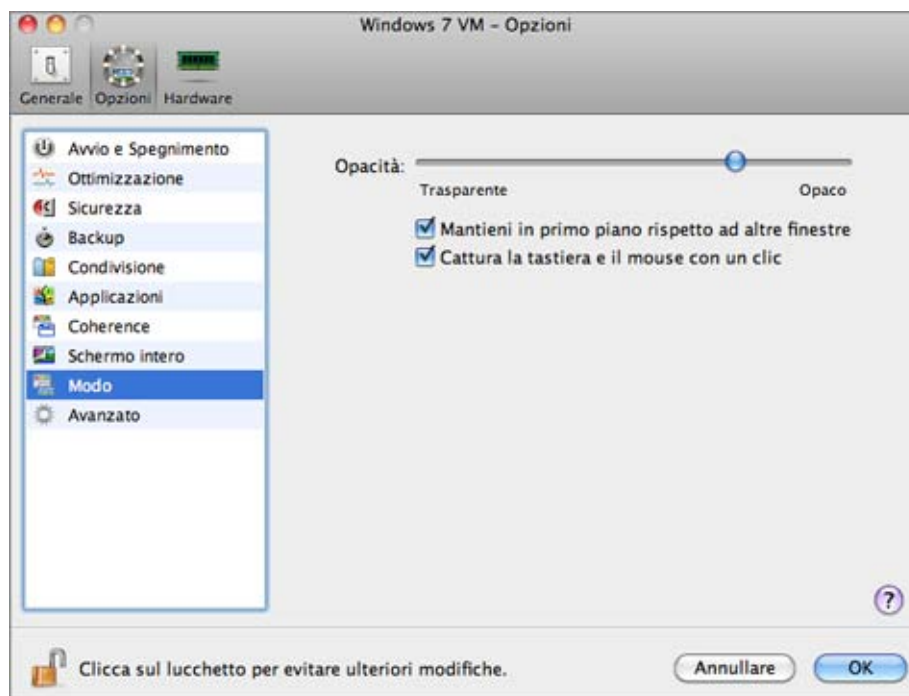 Windows 7 VM – Opzioni
Generale Opzioni Hardware
Avvio e Spegnimento
Ottimizzazione
Sicurezza
Backup
Condivisione
Applicazioni
Coherence
Schermo intero
Modo
Avanzato
Opacità:
Trasparente Opaco
Mantieni in primo piano rispetto ad altre finestre
Cattura la tastiera e il mouse con un clic
?
Clicca sul lucchetto per evitare ulteriori modifiche.
Annullare OK